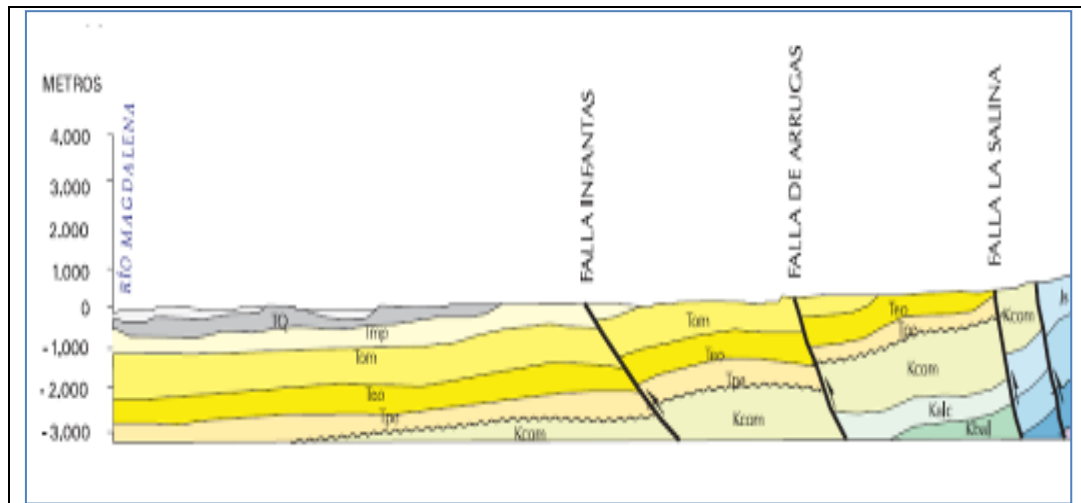 METROS
4.000
3.000
2.000
1.000
0
- 1,000
- 2,000
- 3,000
RÍO MAGDALENA
FALLA INFANTAS
FALLA DE ARRUGAS
FALLA LA SALINA
TQ
Tmp
Tom
Teo
Tpe
Kcom
Tom
Teo
Tpe
Kcom
Teo
Tpe
Kcom
Kalc
Kbal
Kcom
Js